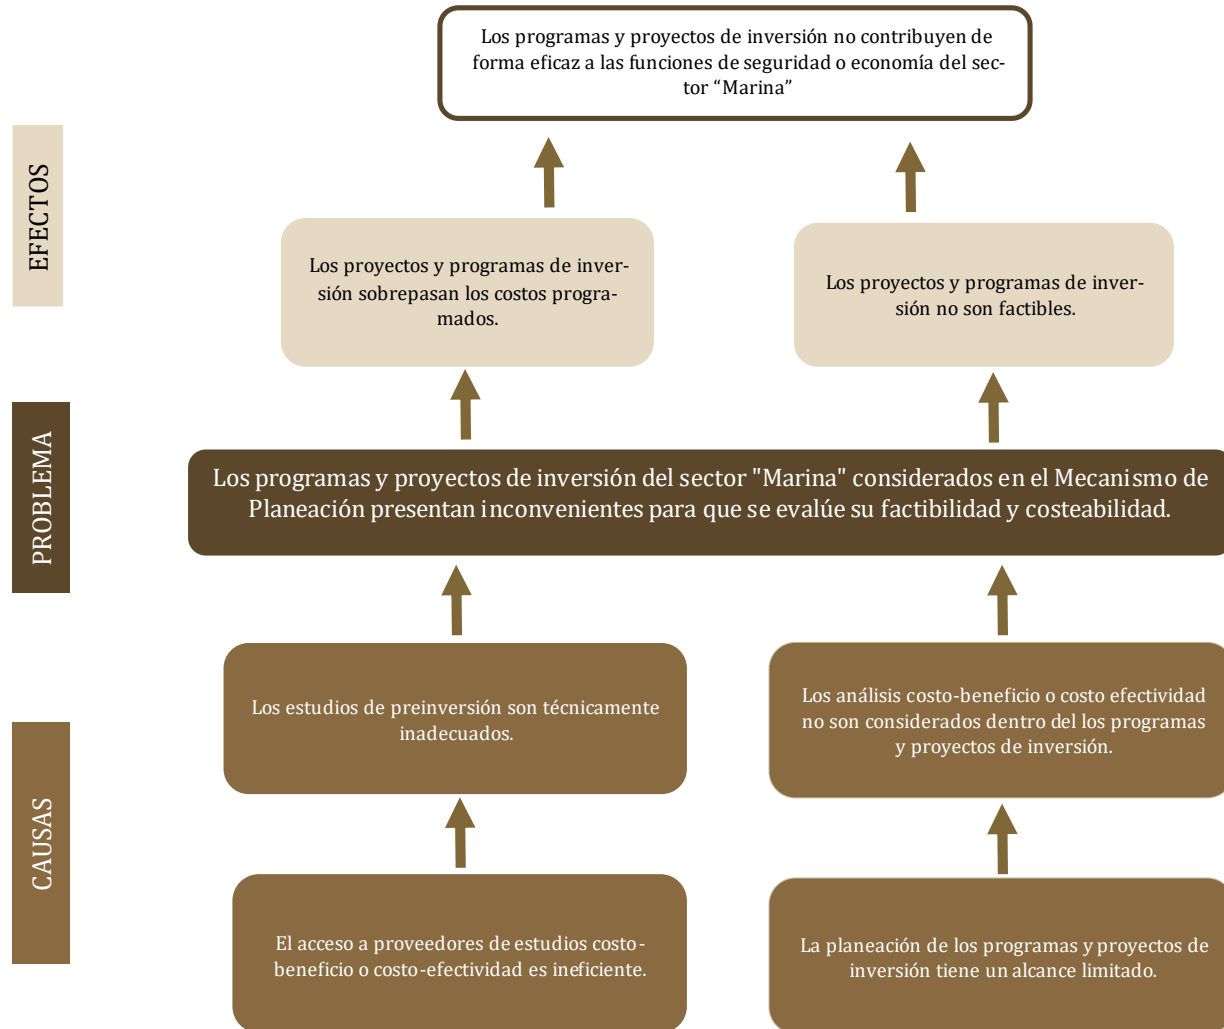 Los programas y proyectos de inversión no contribuyen de
forma eficaz a las funciones de seguridad o economía del sec-
tor “Marina”
EFECTOS
Los proyectos y programas de inver-
sión sobrepasan los costos progra-
mados.
Los proyectos y programas de inver-
sión no son factibles.
PROBLEMA
Los programas y proyectos de inversión del sector "Marina" considerados en el Mecanismo de
Planeación presentan inconvenientes para que se evalúe su factibilidad y costeabilidad.
CAUSAS
Los estudios de preinversión son técnicamente
inadecuados.
Los análisis costo-beneficio o costo efectividad
no son considerados dentro del los programas
y proyectos de inversión.
El acceso a proveedores de estudios costo-
beneficio o costo-efectividad es ineficiente.
La planeación de los programas y proyectos de
inversión tiene un alcance limitado.